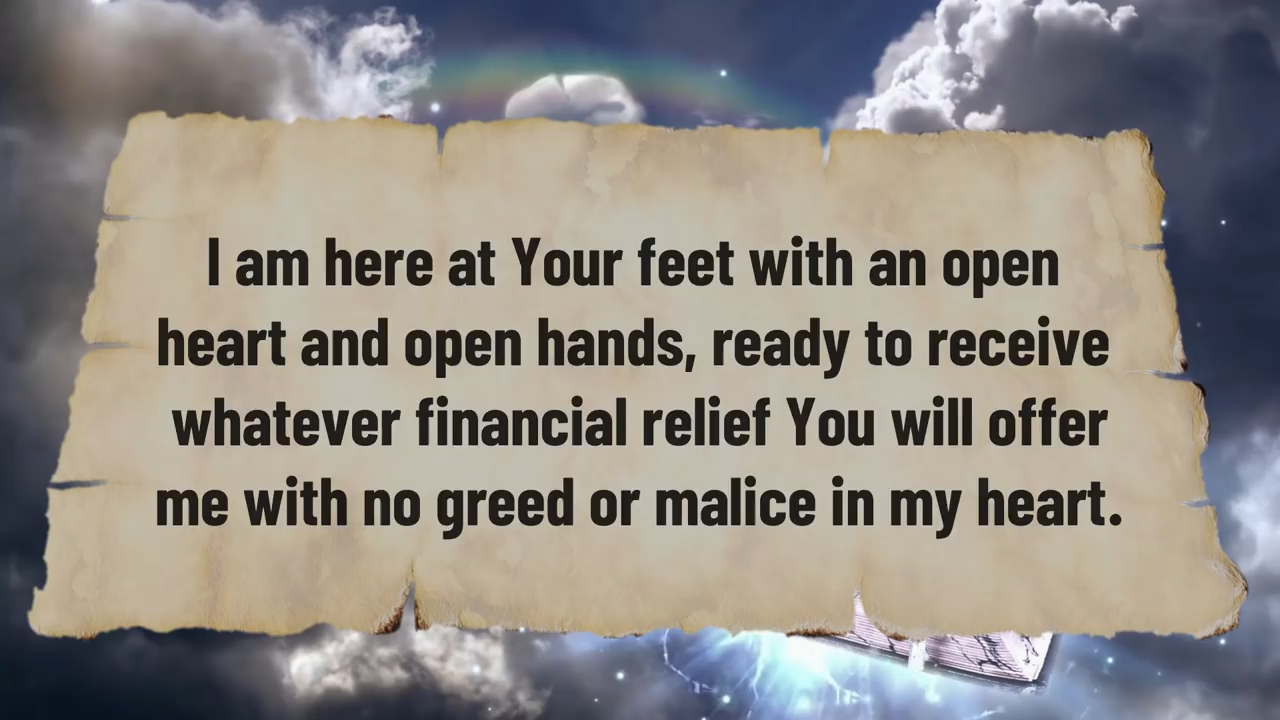 I am here at Your feet with an open
heart and open hands, ready to receive
whatever financial relief You will offer
me with no greed or malice in my heart.